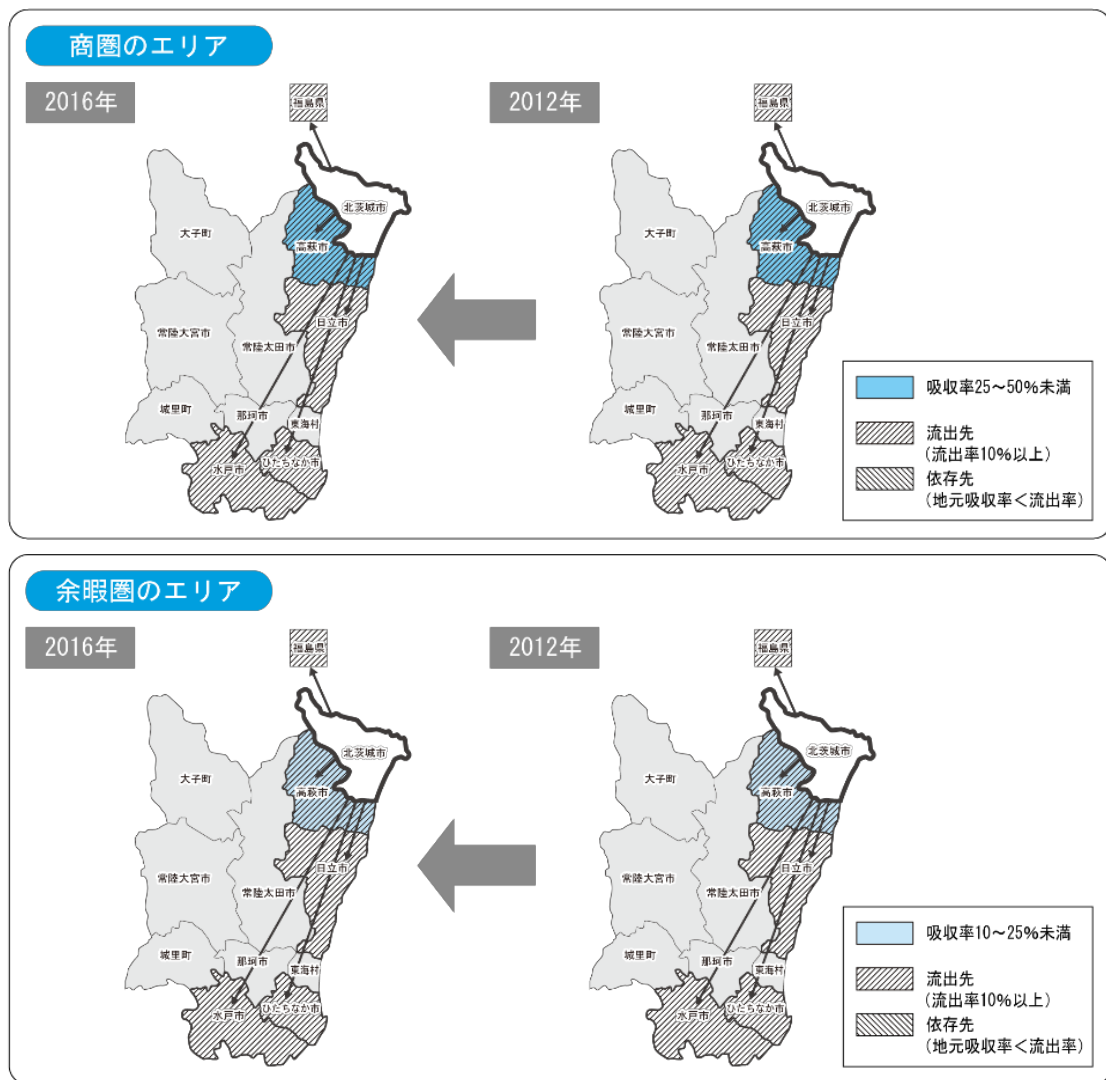 商圏のエリア
2016年
福島県
北茨城市
高萩市
大子町
日立市
常陸大宮市
常陸太田市
城里町
那珂市
東海村
水戸市
ひたちなか市
2012年
福島県
北茨城市
高萩市
大子町
日立市
常陸大宮市
常陸太田市
城里町
那珂市
東海村
水戸市
ひたちなか市
吸収率25～50%未満
流出先
(流出率10%以上)
依存先
(地元吸収率＜流出率)
余暇圏のエリア
2016年
福島県
北茨城市
大子町
高萩市
日立市
常陸大宮市
常陸太田市
城里町
那珂市
東海村
水戸市
ひたちなか市
2012年
福島県
北茨城市
大子町
高萩市
日立市
常陸大宮市
常陸太田市
城里町
那珂市
東海村
水戸市
ひたちなか市
吸収率10～25%未満
流出先
(流出率10%以上)
依存先
(地元吸収率＜流出率)